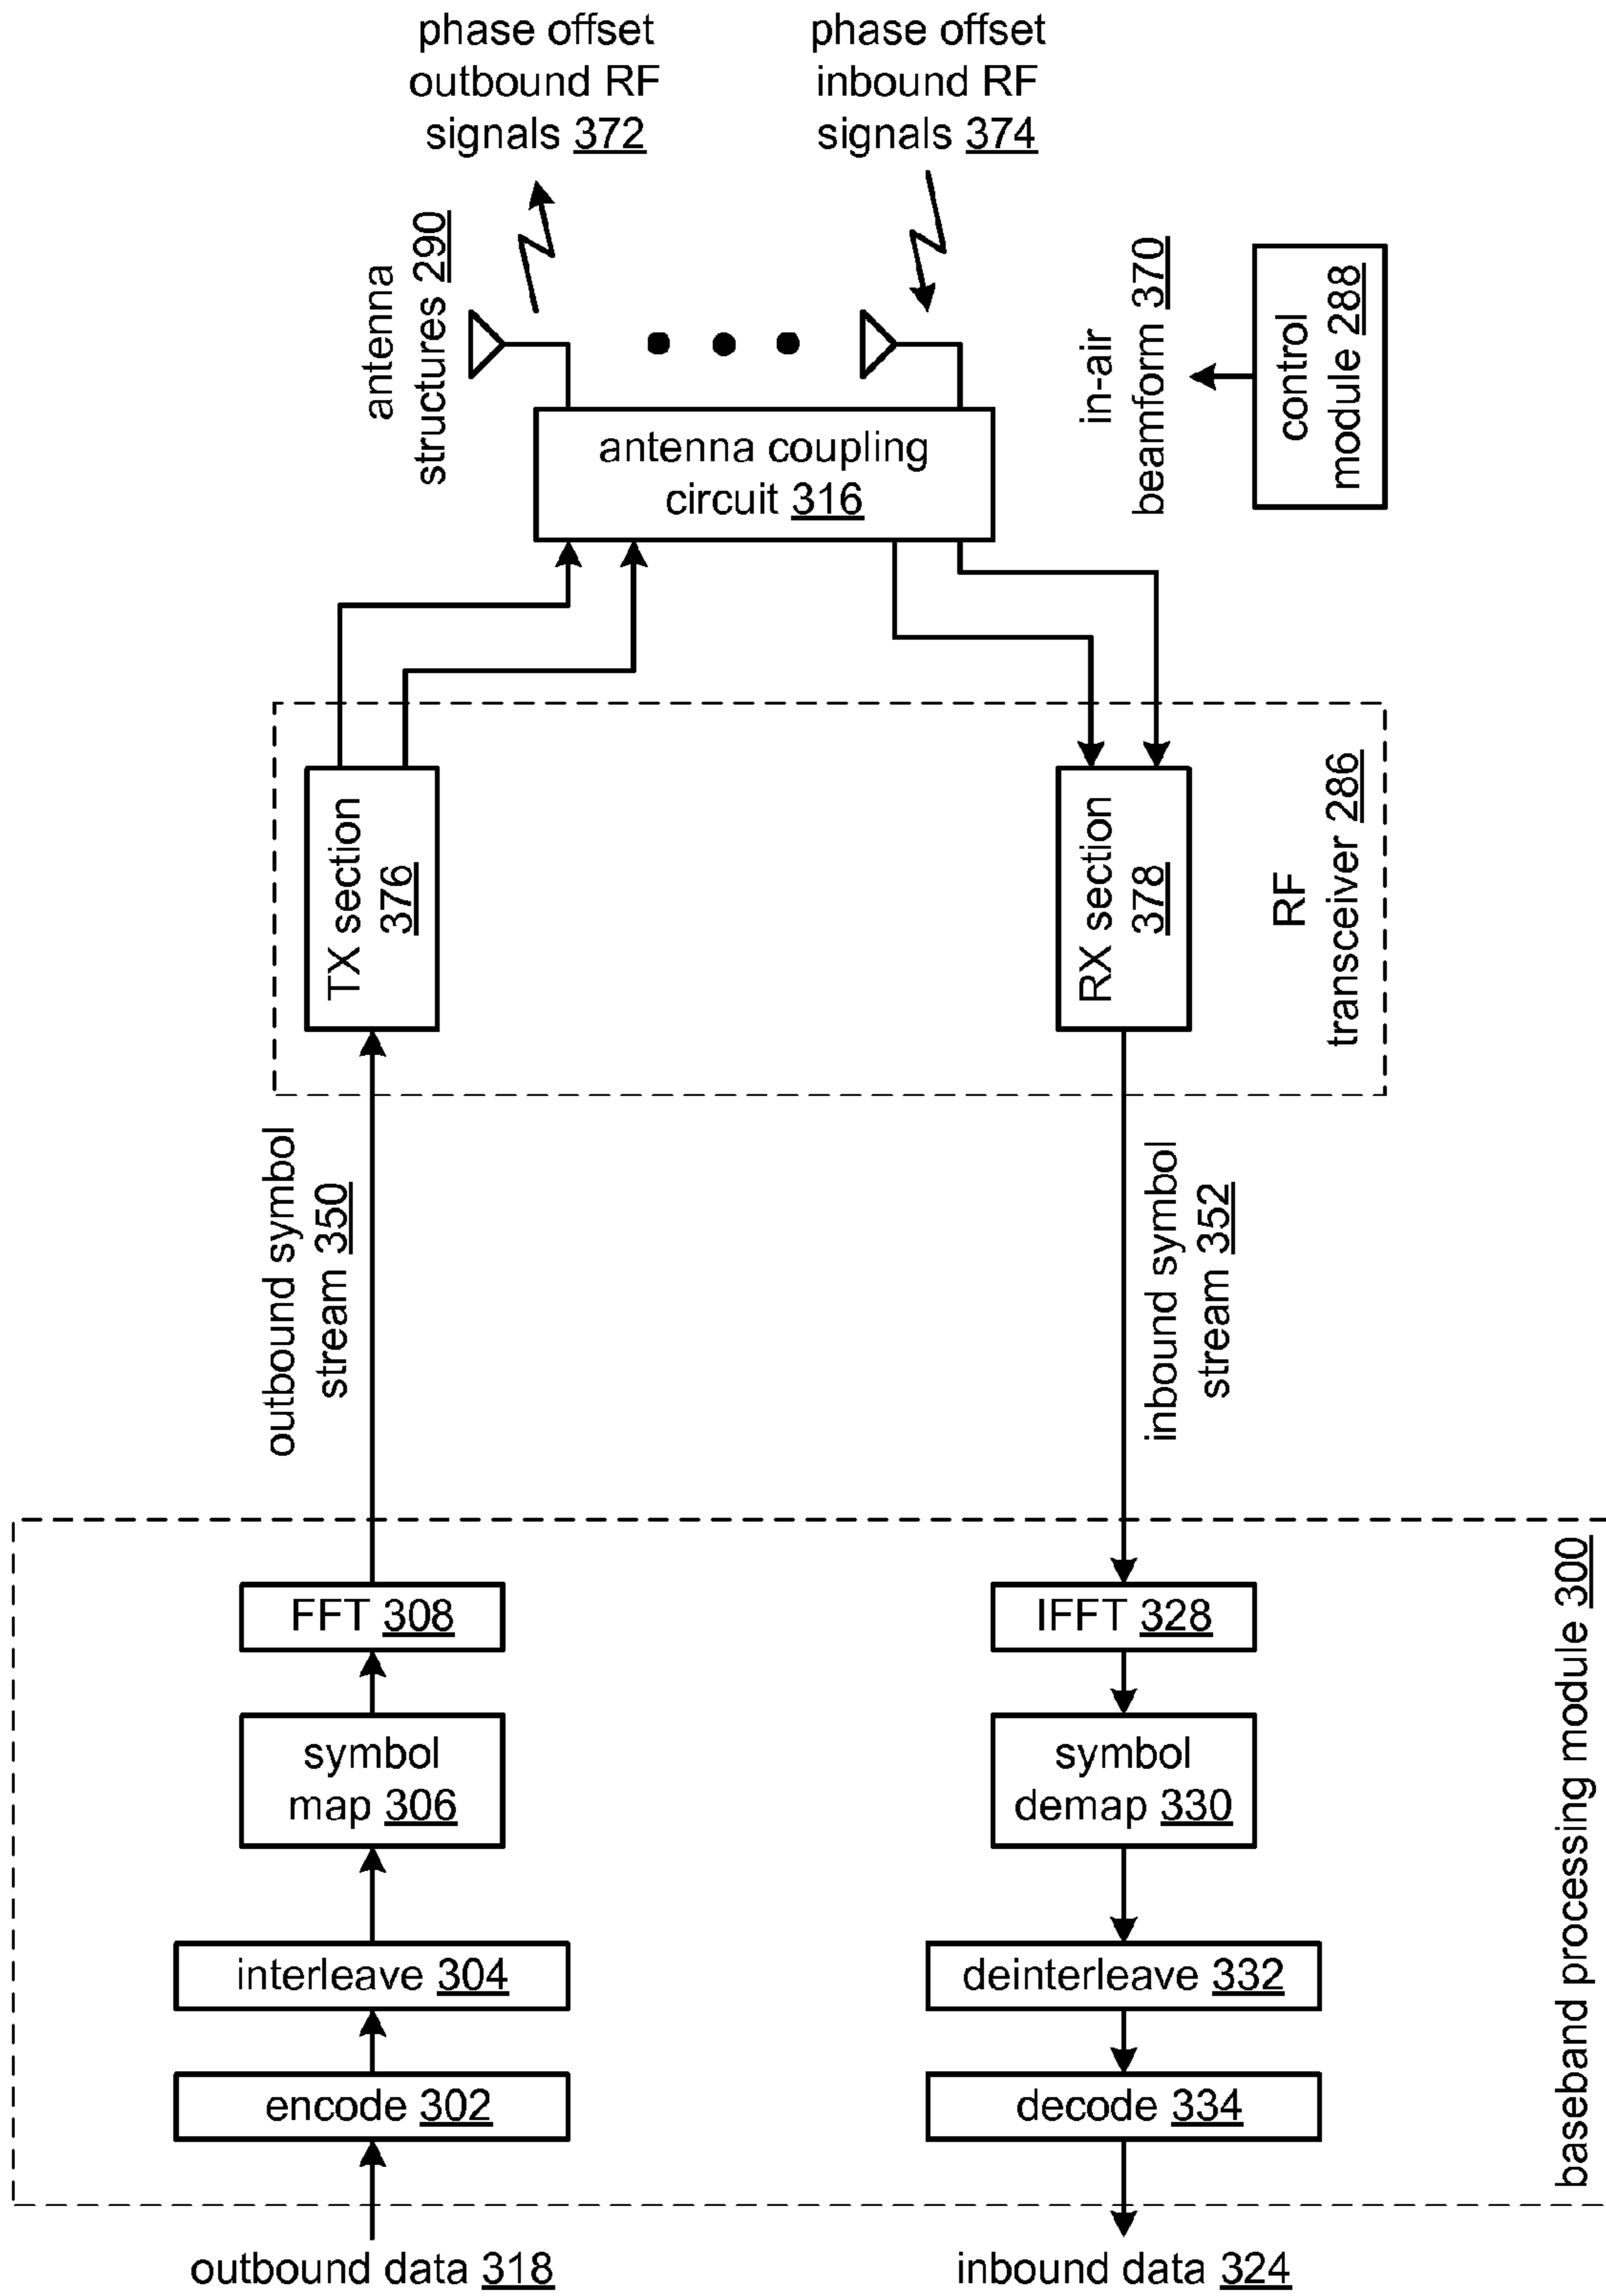 phase offset
outbound RF
signals 372
phase offset
inbound RF
signals 374
antenna
structures 290
in-air
beamform 370
control
module 288
antenna coupling
circuit 316
TX section
376
RX section
378
RF
transceiver 286
outbound symbol
stream 350
inbound symbol
stream 352
FFT 308
IFFT 328
symbol
map 306
symbol
demap 330
interleave 304
deinterleave 332
encode 302
decode 334
baseband processing module 300
outbound data 318
inbound data 324